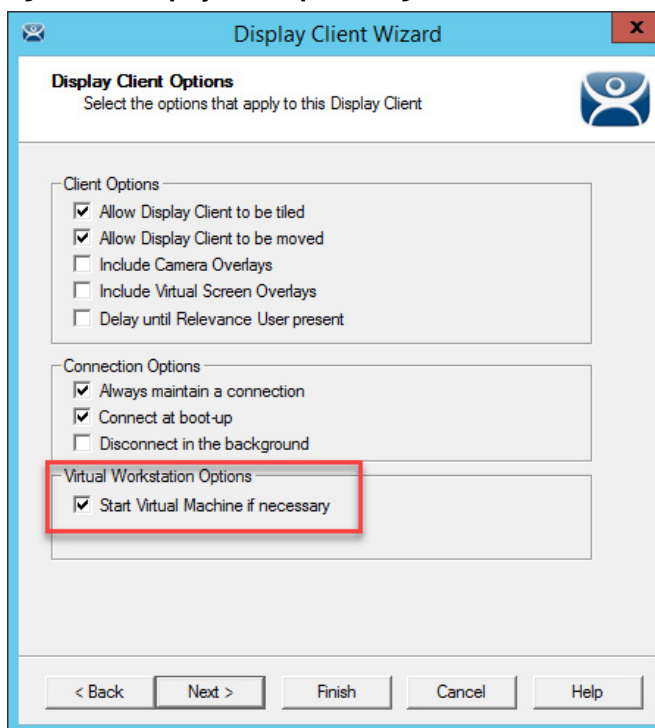 Display Client Wizard
x
Display Client Options
Select the options that apply to this Display Client
Client Options
Allow Display Client to be tiled
Allow Display Client to be moved
Include Camera Overlays
Include Virtual Screen Overlays
Delay until Relevance User present
Connection Options
Always maintain a connection
Connect at boot-up
Disconnect in the background
Virtual Workstation Options
Start Virtual Machine if necessary
< Back Next > Finish Cancel Help